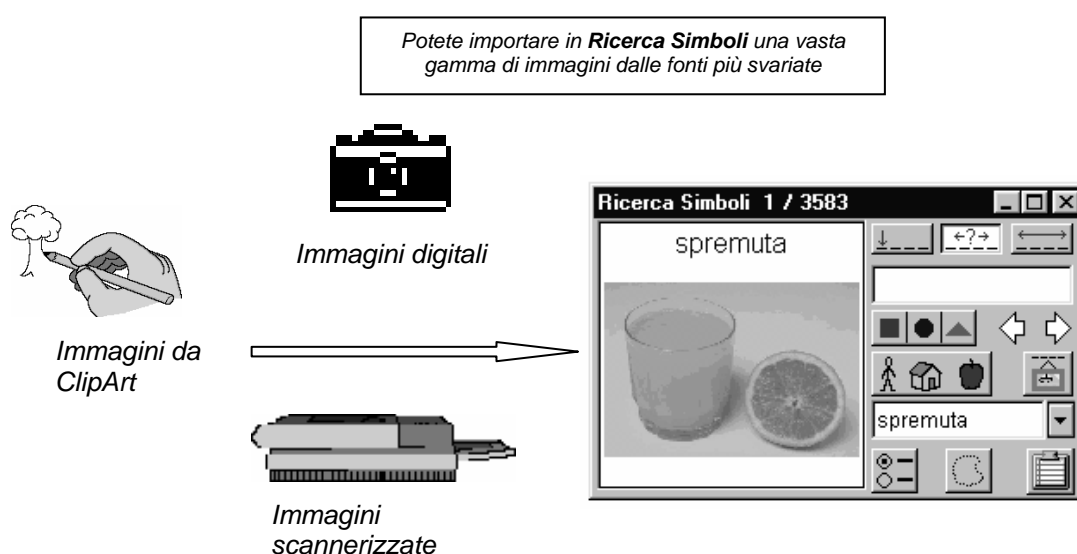 Potete importare in Ricerca Simboli una vasta
gamma di immagini dalle fonti più svariate
Immagini digitali
Immagini da
ClipArt
Immagini
scannerizzate
Ricerca Simboli 1 / 3583
spremuta
←?→
spremuta